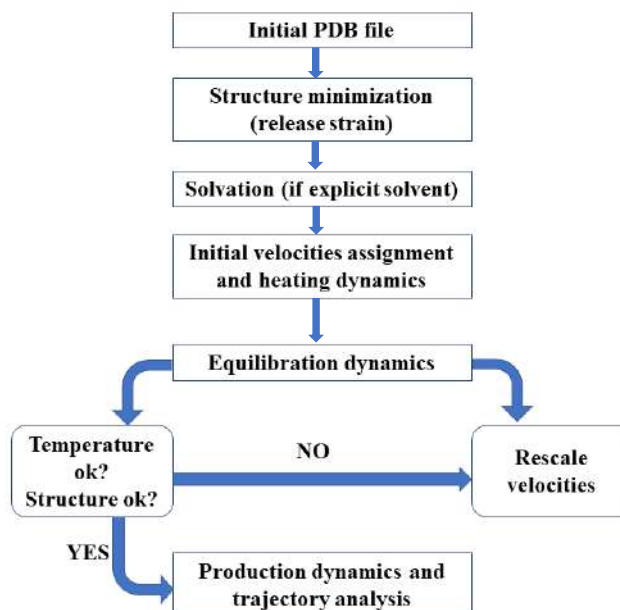 Initial PDB file
Structure minimization
(release strain)
Solvation (if explicit solvent)
Initial velocities assignment
and heating dynamics
Equilibration dynamics
Temperature
ok?
Structure ok?
NO
Rescale
velocities
YES
Production dynamics and
trajectory analysis